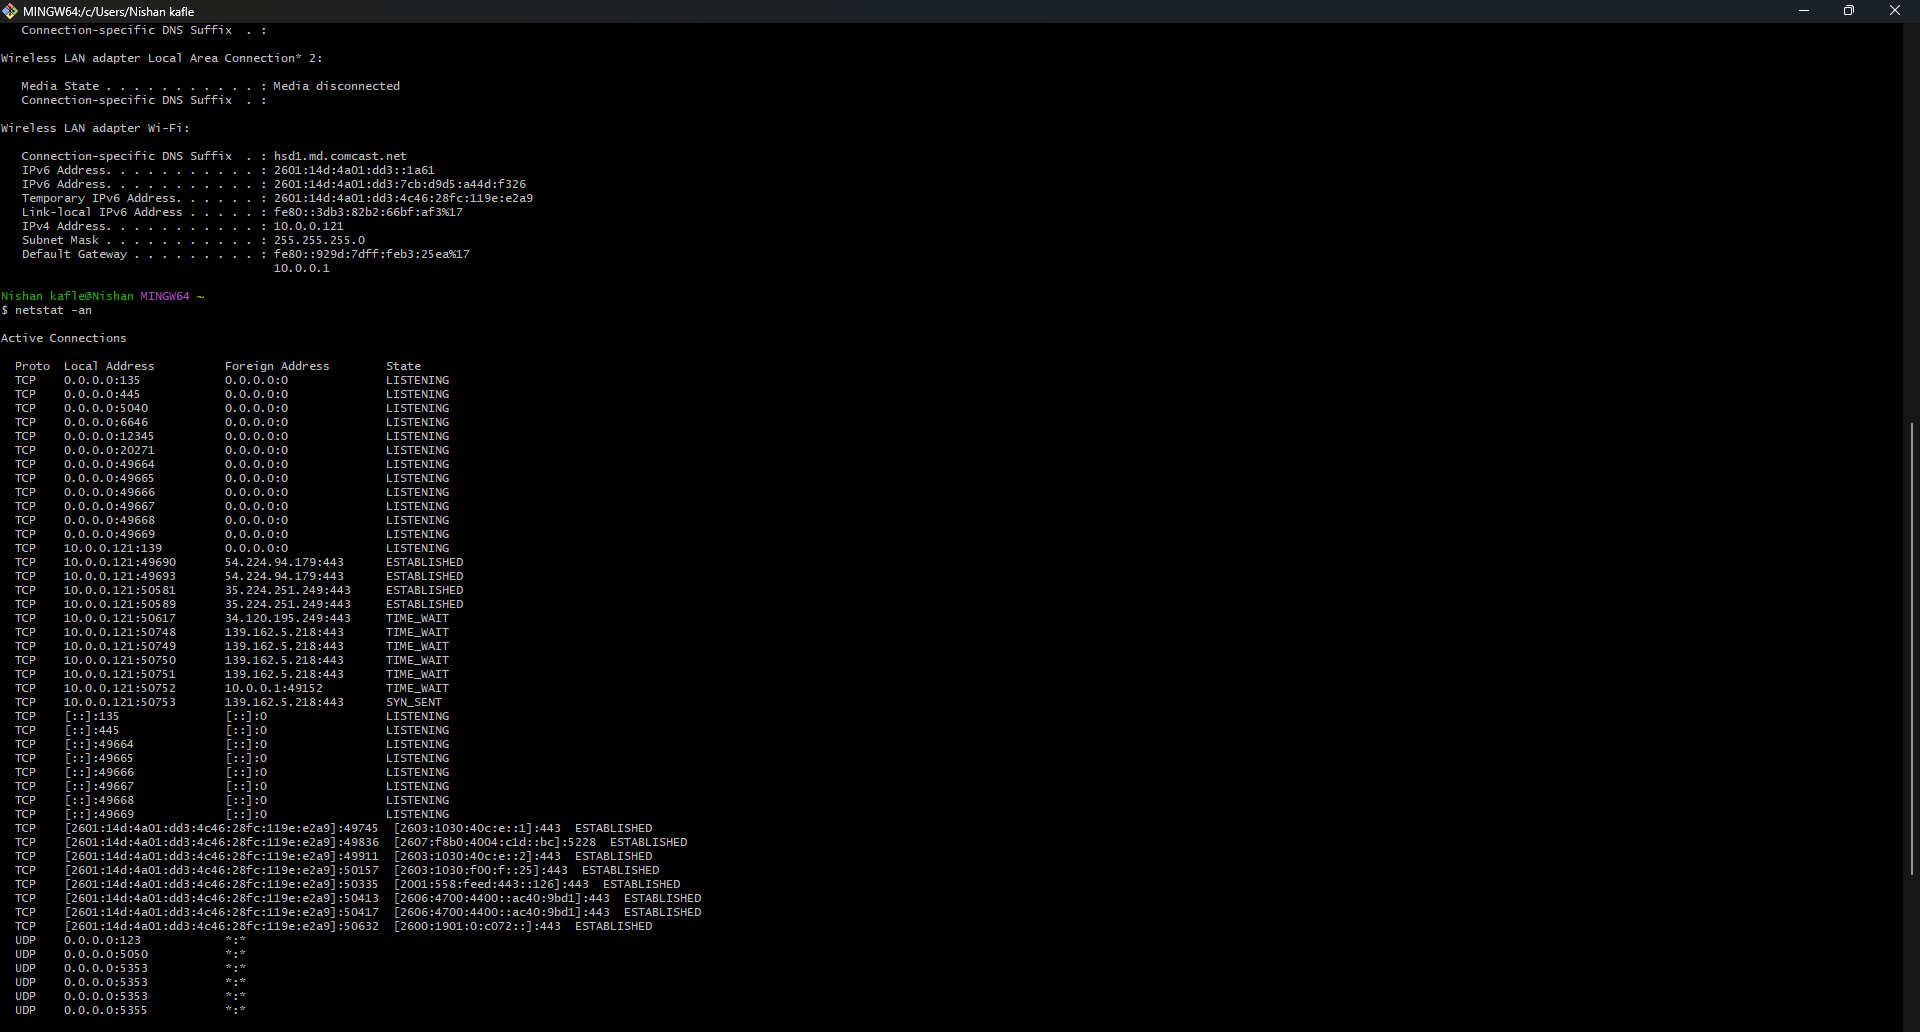 MINGW64:/c/Users/Nishan kafle
   Connection-specific DNS Suffix  . :
Wireless LAN adapter Local Area Connection* 2:
   Media State . . . . . . . . . . . : Media disconnected
   Connection-specific DNS Suffix  . :
Wireless LAN adapter Wi-Fi:
   Connection-specific DNS Suffix  . : hsd1.md.comcast.net
   IPv6 Address. . . . . . . . . . . : 2601:14d:4a01:dd3::1a61
   IPv6 Address. . . . . . . . . . . : 2601:14d:4a01:dd3:7cb:d9d5:a44d:f326
   Temporary IPv6 Address. . . . . . : 2601:14d:4a01:dd3:4c46:28fc:119e:e2a9
   Link-local IPv6 Address . . . . . : fe80::3db3:82b2:66bf:af3%17
   IPv4 Address. . . . . . . . . . . : 10.0.0.121
   Subnet Mask . . . . . . . . . . . : 255.255.255.0
   Default Gateway . . . . . . . . . : fe80::929d:7dff:feb3:25ea%17
                                       10.0.0.1
Nishan kafle@Nishan MINGW64 ~
$ netstat -an
Active Connections
  Proto  Local Address          Foreign Address        State
  TCP    0.0.0.0:135            0.0.0.0:0              LISTENING
  TCP    0.0.0.0:445            0.0.0.0:0              LISTENING
  TCP    0.0.0.0:5040           0.0.0.0:0              LISTENING
  TCP    0.0.0.0:6646           0.0.0.0:0              LISTENING
  TCP    0.0.0.0:12345          0.0.0.0:0              LISTENING
  TCP    0.0.0.0:20271          0.0.0.0:0              LISTENING
  TCP    0.0.0.0:49664          0.0.0.0:0              LISTENING
  TCP    0.0.0.0:49665          0.0.0.0:0              LISTENING
  TCP    0.0.0.0:49666          0.0.0.0:0              LISTENING
  TCP    0.0.0.0:49667          0.0.0.0:0              LISTENING
  TCP    0.0.0.0:49668          0.0.0.0:0              LISTENING
  TCP    0.0.0.0:49669          0.0.0.0:0              LISTENING
  TCP    10.0.0.121:139         0.0.0.0:0              LISTENING
  TCP    10.0.0.121:49690       54.224.94.179:443      ESTABLISHED
  TCP    10.0.0.121:49693       54.224.94.179:443      ESTABLISHED
  TCP    10.0.0.121:50581       35.224.251.249:443     ESTABLISHED
  TCP    10.0.0.121:50589       35.224.251.249:443     ESTABLISHED
  TCP    10.0.0.121:50617       34.120.195.249:443     TIME_WAIT
  TCP    10.0.0.121:50748       139.162.5.218:443      TIME_WAIT
  TCP    10.0.0.121:50749       139.162.5.218:443      TIME_WAIT
  TCP    10.0.0.121:50750       139.162.5.218:443      TIME_WAIT
  TCP    10.0.0.121:50751       139.162.5.218:443      TIME_WAIT
  TCP    10.0.0.121:50752       10.0.0.1:49152         TIME_WAIT
  TCP    10.0.0.121:50753       139.162.5.218:443      SYN_SENT
  TCP    [::]:135               [::]:0                 LISTENING
  TCP    [::]:445               [::]:0                 LISTENING
  TCP    [::]:49664             [::]:0                 LISTENING
  TCP    [::]:49665             [::]:0                 LISTENING
  TCP    [::]:49666             [::]:0                 LISTENING
  TCP    [::]:49667             [::]:0                 LISTENING
  TCP    [::]:49668             [::]:0                 LISTENING
  TCP    [::]:49669             [::]:0                 LISTENING
  TCP    [2601:14d:4a01:dd3:4c46:28fc:119e:e2a9]:49745  [2603:1030:40c:e::1]:443  ESTABLISHED
  TCP    [2601:14d:4a01:dd3:4c46:28fc:119e:e2a9]:49836  [2607:f8b0:4004:c1d::bc]:5228  ESTABLISHED
  TCP    [2601:14d:4a01:dd3:4c46:28fc:119e:e2a9]:49911  [2603:1030:40c:e::2]:443  ESTABLISHED
  TCP    [2601:14d:4a01:dd3:4c46:28fc:119e:e2a9]:50157  [2603:1030:f00:f::25]:443  ESTABLISHED
  TCP    [2601:14d:4a01:dd3:4c46:28fc:119e:e2a9]:50335  [2001:558:feed:443::126]:443  ESTABLISHED
  TCP    [2601:14d:4a01:dd3:4c46:28fc:119e:e2a9]:50413  [2606:4700:4400::ac40:9bd1]:443  ESTABLISHED
  TCP    [2601:14d:4a01:dd3:4c46:28fc:119e:e2a9]:50417  [2606:4700:4400::ac40:9bd1]:443  ESTABLISHED
  TCP    [2601:14d:4a01:dd3:4c46:28fc:119e:e2a9]:50632  [2600:1901:0:c072::]:443  ESTABLISHED
  UDP    0.0.0.0:123            *:*
  UDP    0.0.0.0:5050           *:*
  UDP    0.0.0.0:5353           *:*
  UDP    0.0.0.0:5353           *:*
  UDP    0.0.0.0:5353           *:*
  UDP    0.0.0.0:5355           *:*